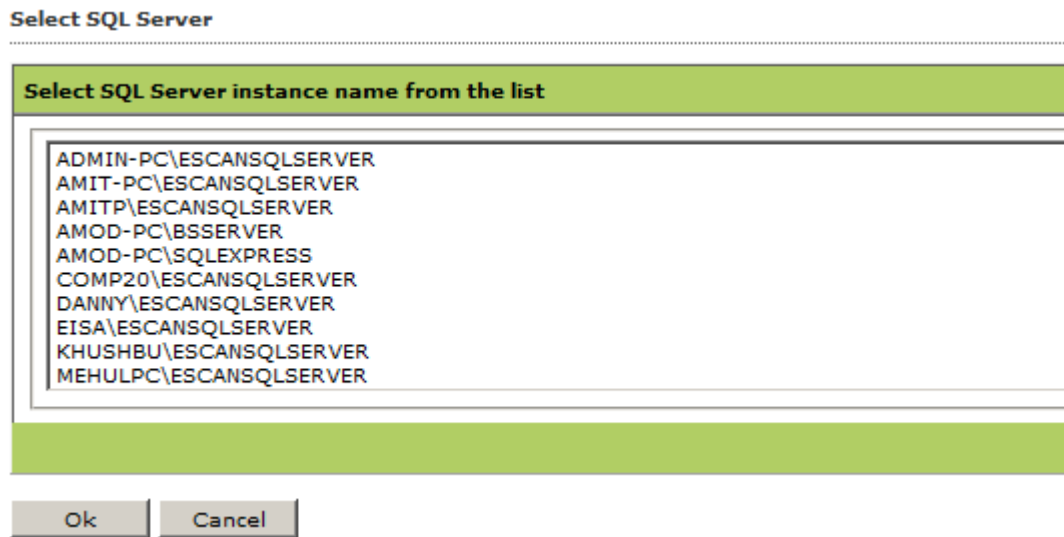 Select SQL Server
Select SQL Server instance name from the list
ADMIN-PC\ESCANSQLSERVER
AMIT-PC\ESCANSQLSERVER
AMITP\ESCANSQLSERVER
AMOD-PC\BSSERVER
AMOD-PC\SQLEXPRESS
COMP20\ESCANSQLSERVER
DANNY\ESCANSQLSERVER
EISA\ESCANSQLSERVER
KHUSHBU\ESCANSQLSERVER
MEHULPC\ESCANSQLSERVER
Ok Cancel